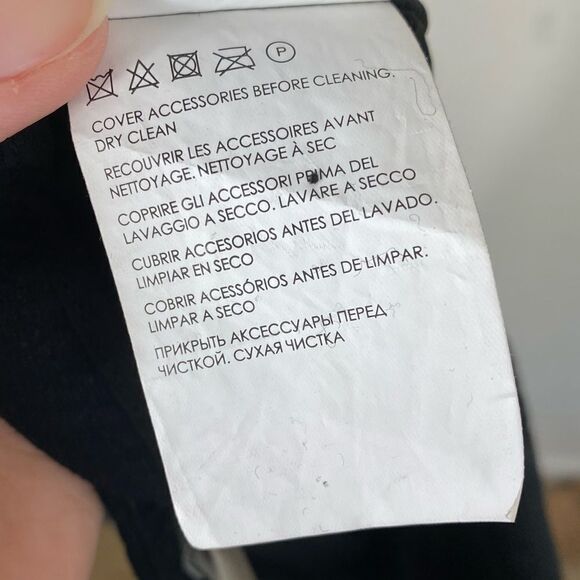 P
COVER ACCESSORIES BEFORE CLEANING.
DRY CLEAN
RECOUVRIR LES ACCESSOIRES AVANT
NETTOYAGE. NETTOYAGE À SEC
COPRIRE GLI ACCESSORI PRIMA DEL
LAVAGGIO A SECCO. LAVARE A SECCO
CUBRIR ACCESORIOS ANTES DEL LAVADO.
LIMPIAR EN SECO
COBRIR ACESSÓRIOS ANTES DE LIMPAR.
LIMPAR A SECO
ПРИКРЫТЬ АКСЕССУАРЫ ПЕРЕД
ЧИСТКОЙ. СУХАЯ ЧИСТКА